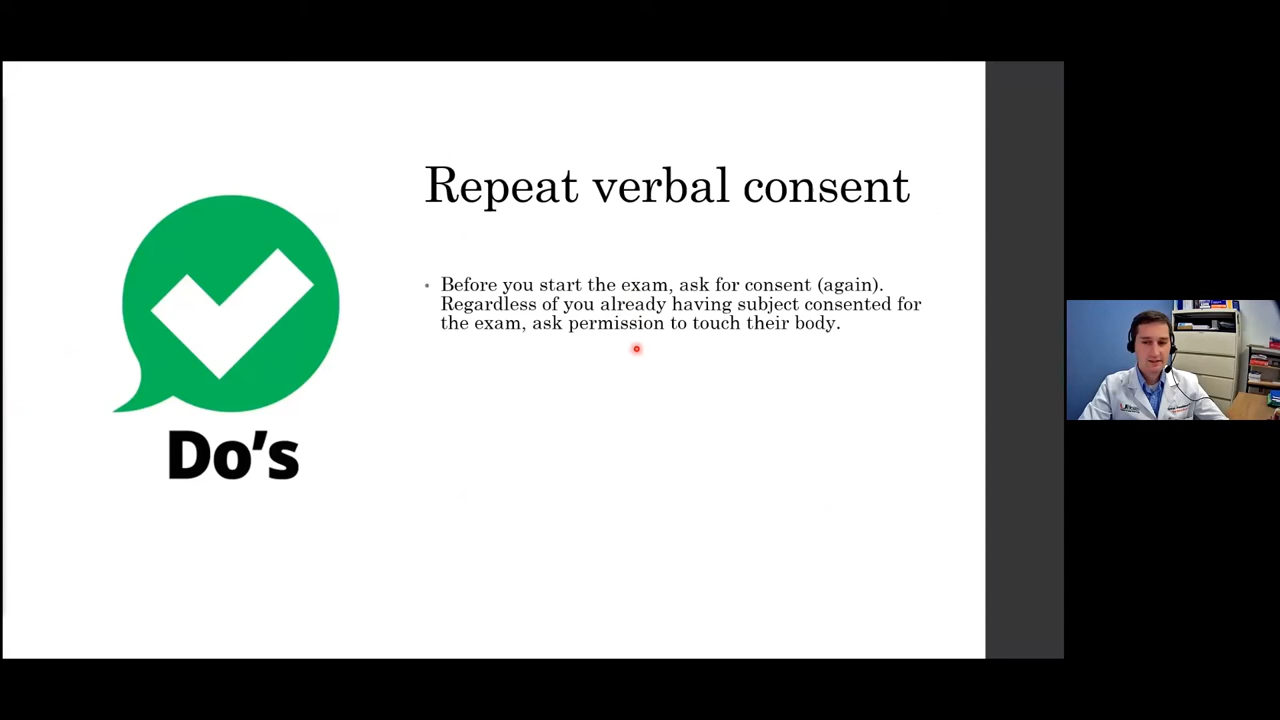 Repeat verbal consent
• Before you start the exam, ask for consent (again).
Regardless of you already having subject consented for
the exam, ask permission to touch their body.
Do's